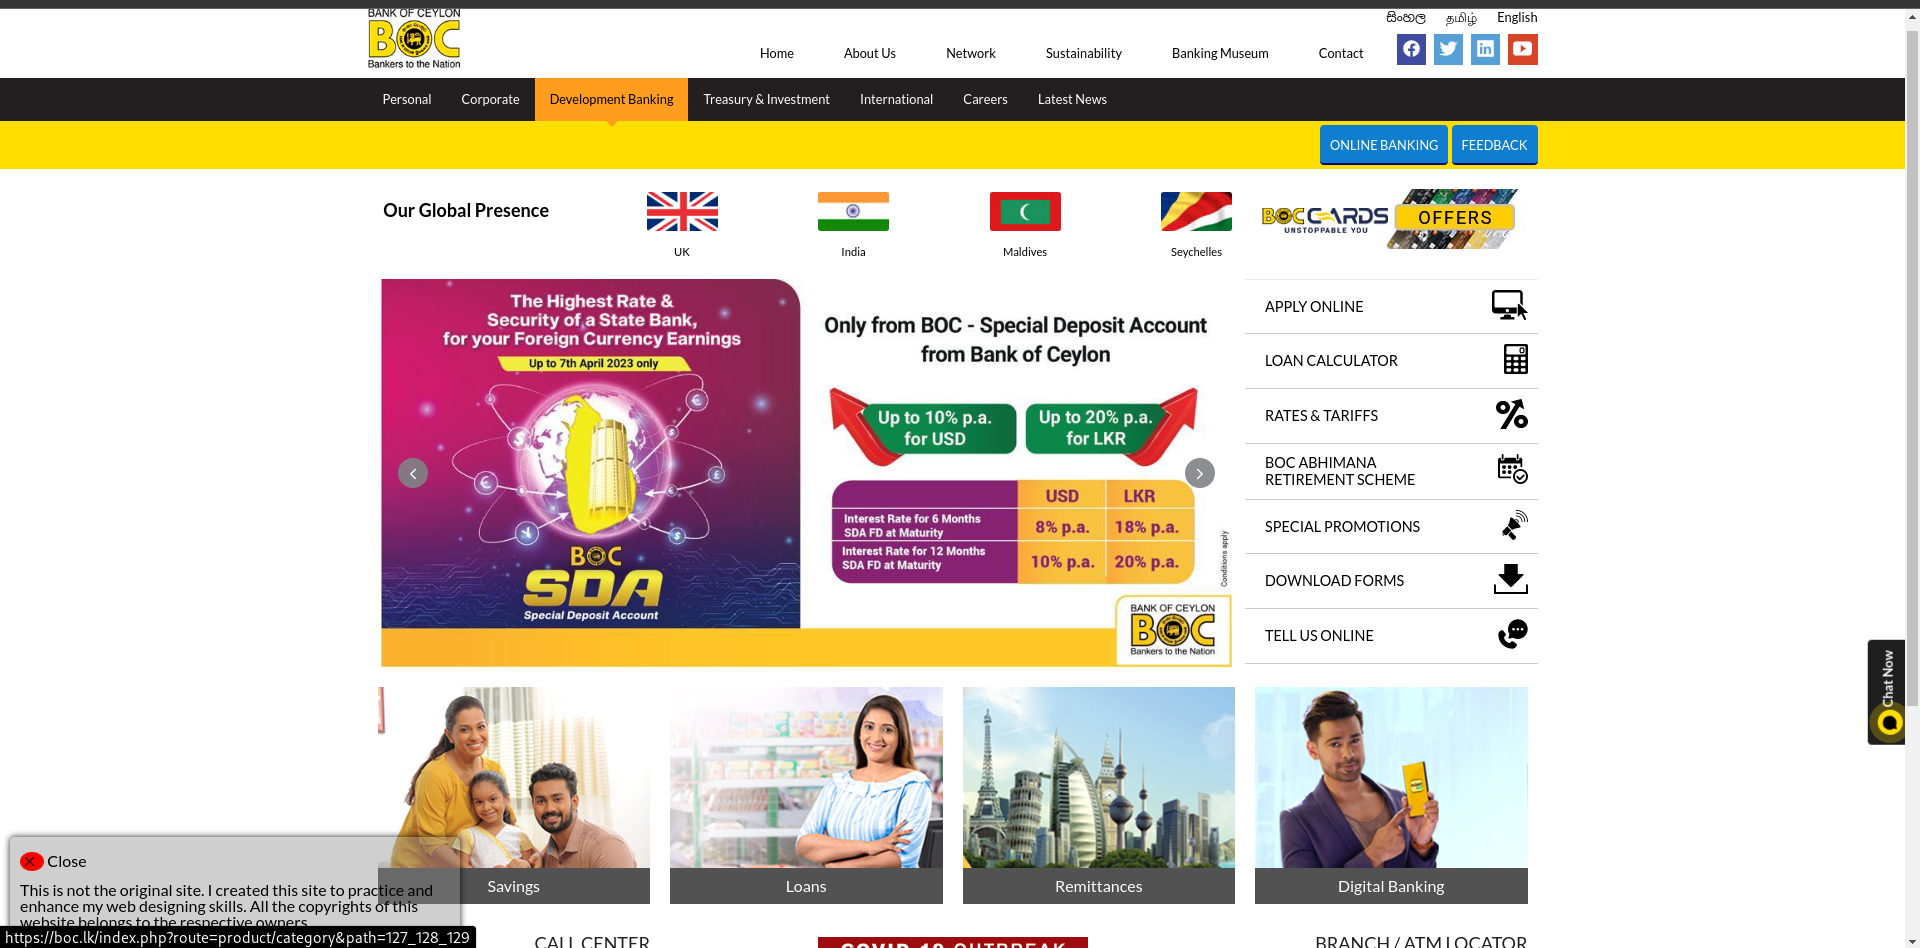 BANK OF CEYLON
BOC
Bankers to the Nation
සිංහල தமிழ் English
Home About Us Network Sustainability Banking Museum Contact
Personal Corporate Development Banking Treasury & Investment International Careers Latest News
ONLINE BANKING FEEDBACK
Our Global Presence
UK India Maldives Seychelles
BOC CARDS
UNSTOPPABLE YOU
OFFERS
The Highest Rate &
Security of a State Bank,
for your Foreign Currency Earnings
Up to 7th April 2023 only
BOC
SDA
Special Deposit Account
Only from BOC - Special Deposit Account
from Bank of Ceylon
Up to 10% p.a.
for USD
Up to 20% p.a.
for LKR
USD LKR
Interest Rate for 6 Months
SDA FD at Maturity
8% p.a. 18% p.a.
Interest Rate for 12 Months
SDA FD at Maturity
10% p.a. 20% p.a.
Conditions apply
BANK OF CEYLON
BOC
Bankers to the Nation
APPLY ONLINE
LOAN CALCULATOR
RATES & TARIFFS
BOC ABHIMANA
RETIREMENT SCHEME
SPECIAL PROMOTIONS
DOWNLOAD FORMS
TELL US ONLINE
Chat Now
Savings Loans Remittances Digital Banking
Close
This is not the original site. I created this site to practice and
enhance my web designing skills. All the copyrights of this
website belongs to the respective owners
https://boc.lk/index.php?route=product/category&path=127_128_129
CALL CENTER
COVID-19 OUTBREAK
BRANCH / ATM LOCATOR